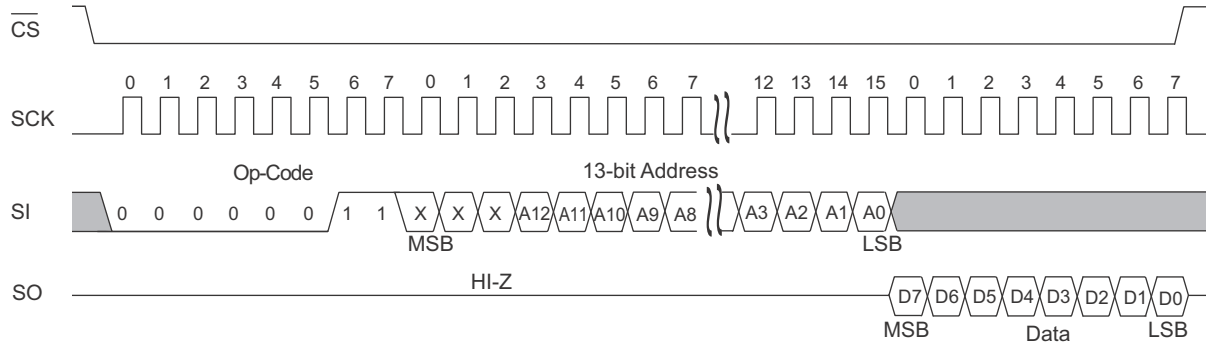 CS
0 1 2 3 4 5 6 7 0 1 2 3 4 5 6 7 12 13 14 15 0 1 2 3 4 5 6 7
SCK
Op-Code 13-bit Address
SI 0 0 0 0 0 0 1 1 X X X A12 A11 A10 A9 A8 A3 A2 A1 A0
MSB LSB
HI-Z
SO D7 D6 D5 D4 D3 D2 D1 D0
MSB Data LSB